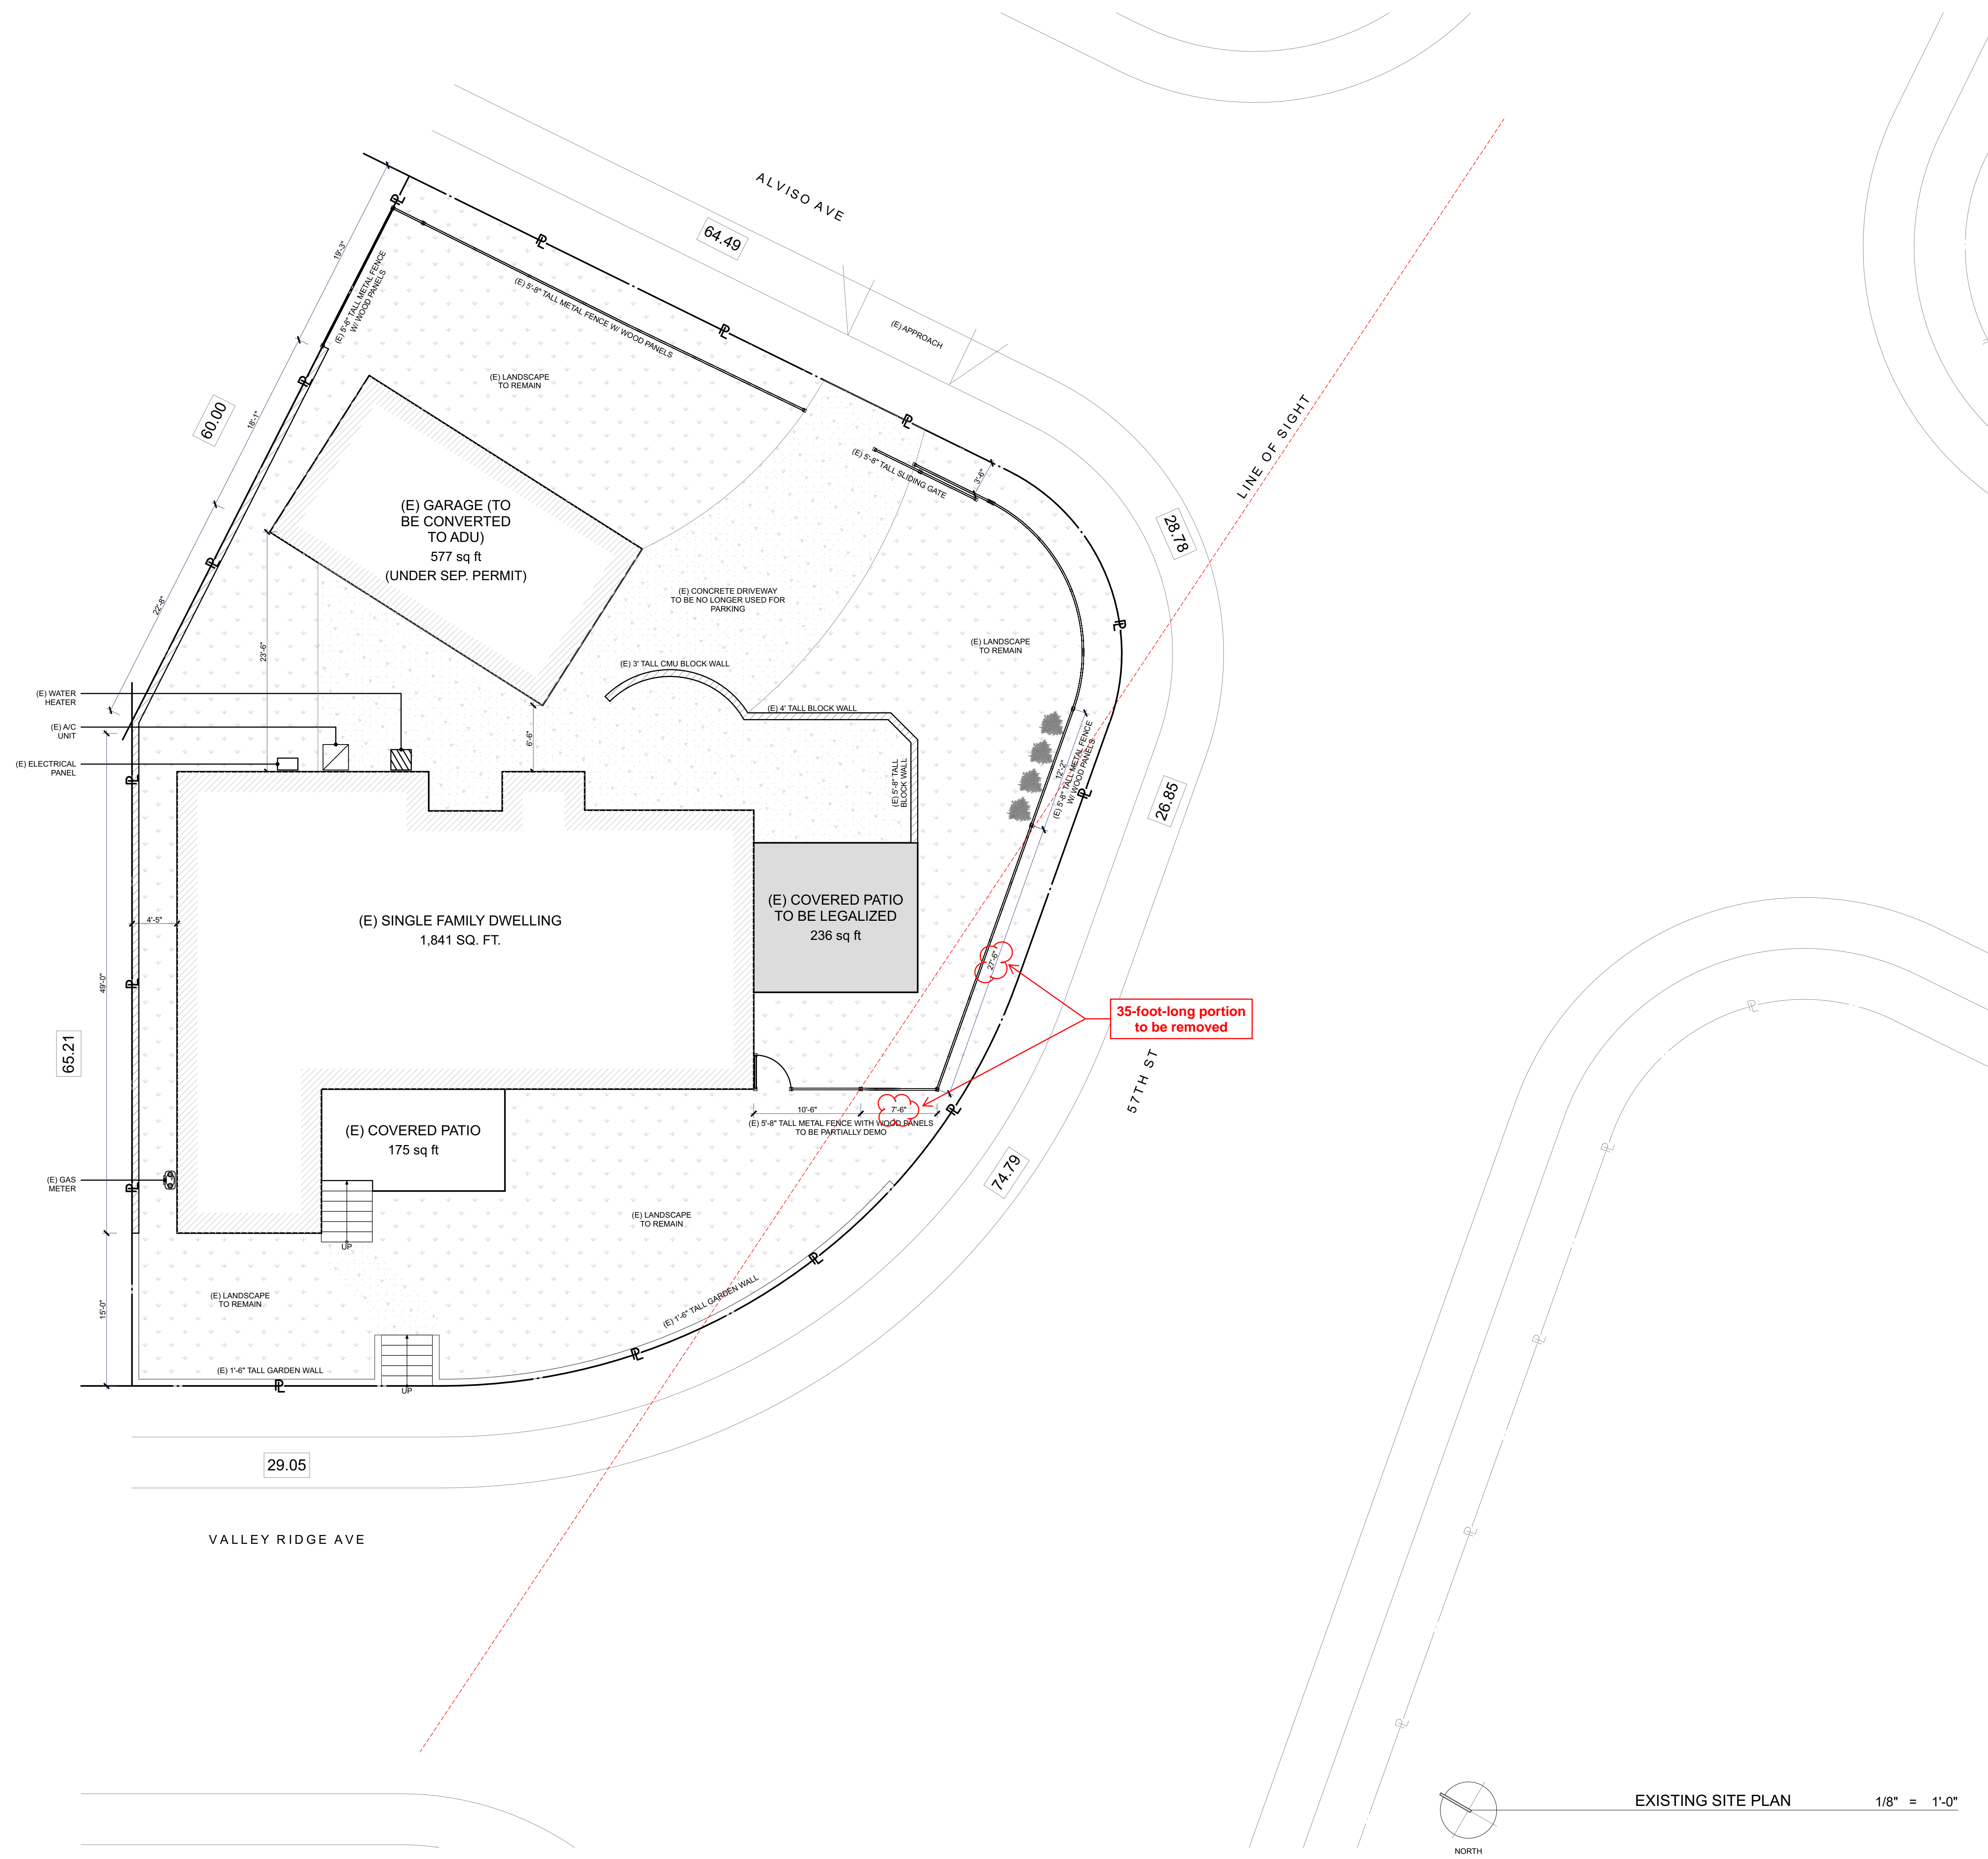 ALVISO AVE
64.49
19'-3"
(E) 5'-8" TALL METAL FENCE
W/ WOOD PANELS
(E) 5'-8" TALL METAL FENCE W/ WOOD PANELS
(E) APPROACH
(E) LANDSCAPE
TO REMAIN
60.00
18'-1"
LINE OF SIGHT
(E) 5'-8" TALL SLIDING GATE
3'-6"
28.78
(E) GARAGE (TO
BE CONVERTED
TO ADU)
577 sq ft
(UNDER SEP. PERMIT)
22'-8"
(E) CONCRETE DRIVEWAY
TO BE NO LONGER USED FOR
PARKING
23'-6"
(E) LANDSCAPE
TO REMAIN
(E) 3' TALL CMU BLOCK WALL
(E) WATER
HEATER
(E) 4' TALL BLOCK WALL
(E) A/C
UNIT
6'-6"
(E) ELECTRICAL
PANEL
(E) 5'-8" TALL
BLOCK WALL
12'-2"
(E) 5'-8" TALL METAL FENCE
W/ WOOD PANELS
26.85
4'-5"
(E) SINGLE FAMILY DWELLING
1,841 SQ. FT.
(E) COVERED PATIO
TO BE LEGALIZED
236 sq ft
27'-6"
49'-0"
35-foot-long portion
to be removed
65.21
57TH ST
10'-6"
7'-6"
(E) 5'-8" TALL METAL FENCE WITH WOOD PANELS
TO BE PARTIALLY DEMO
(E) COVERED PATIO
175 sq ft
74.79
(E) GAS
METER
(E) LANDSCAPE
TO REMAIN
UP
(E) LANDSCAPE
TO REMAIN
15'-0"
(E) 1'-6" TALL GARDEN WALL
(E) 1'-6" TALL GARDEN WALL
UP
29.05
VALLEY RIDGE AVE
EXISTING SITE PLAN
1/8" = 1'-0"
NORTH